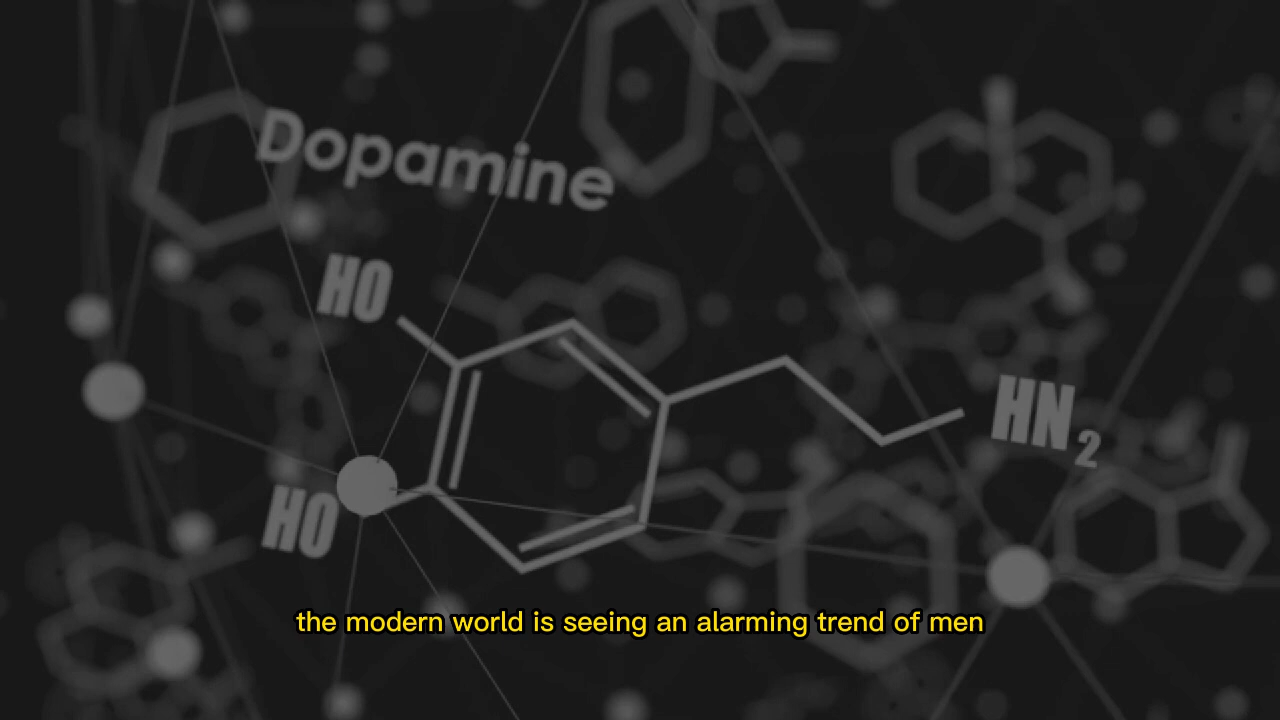 Dopamine
HO
HN2
HO
the modern world is seeing an alarming trend of men